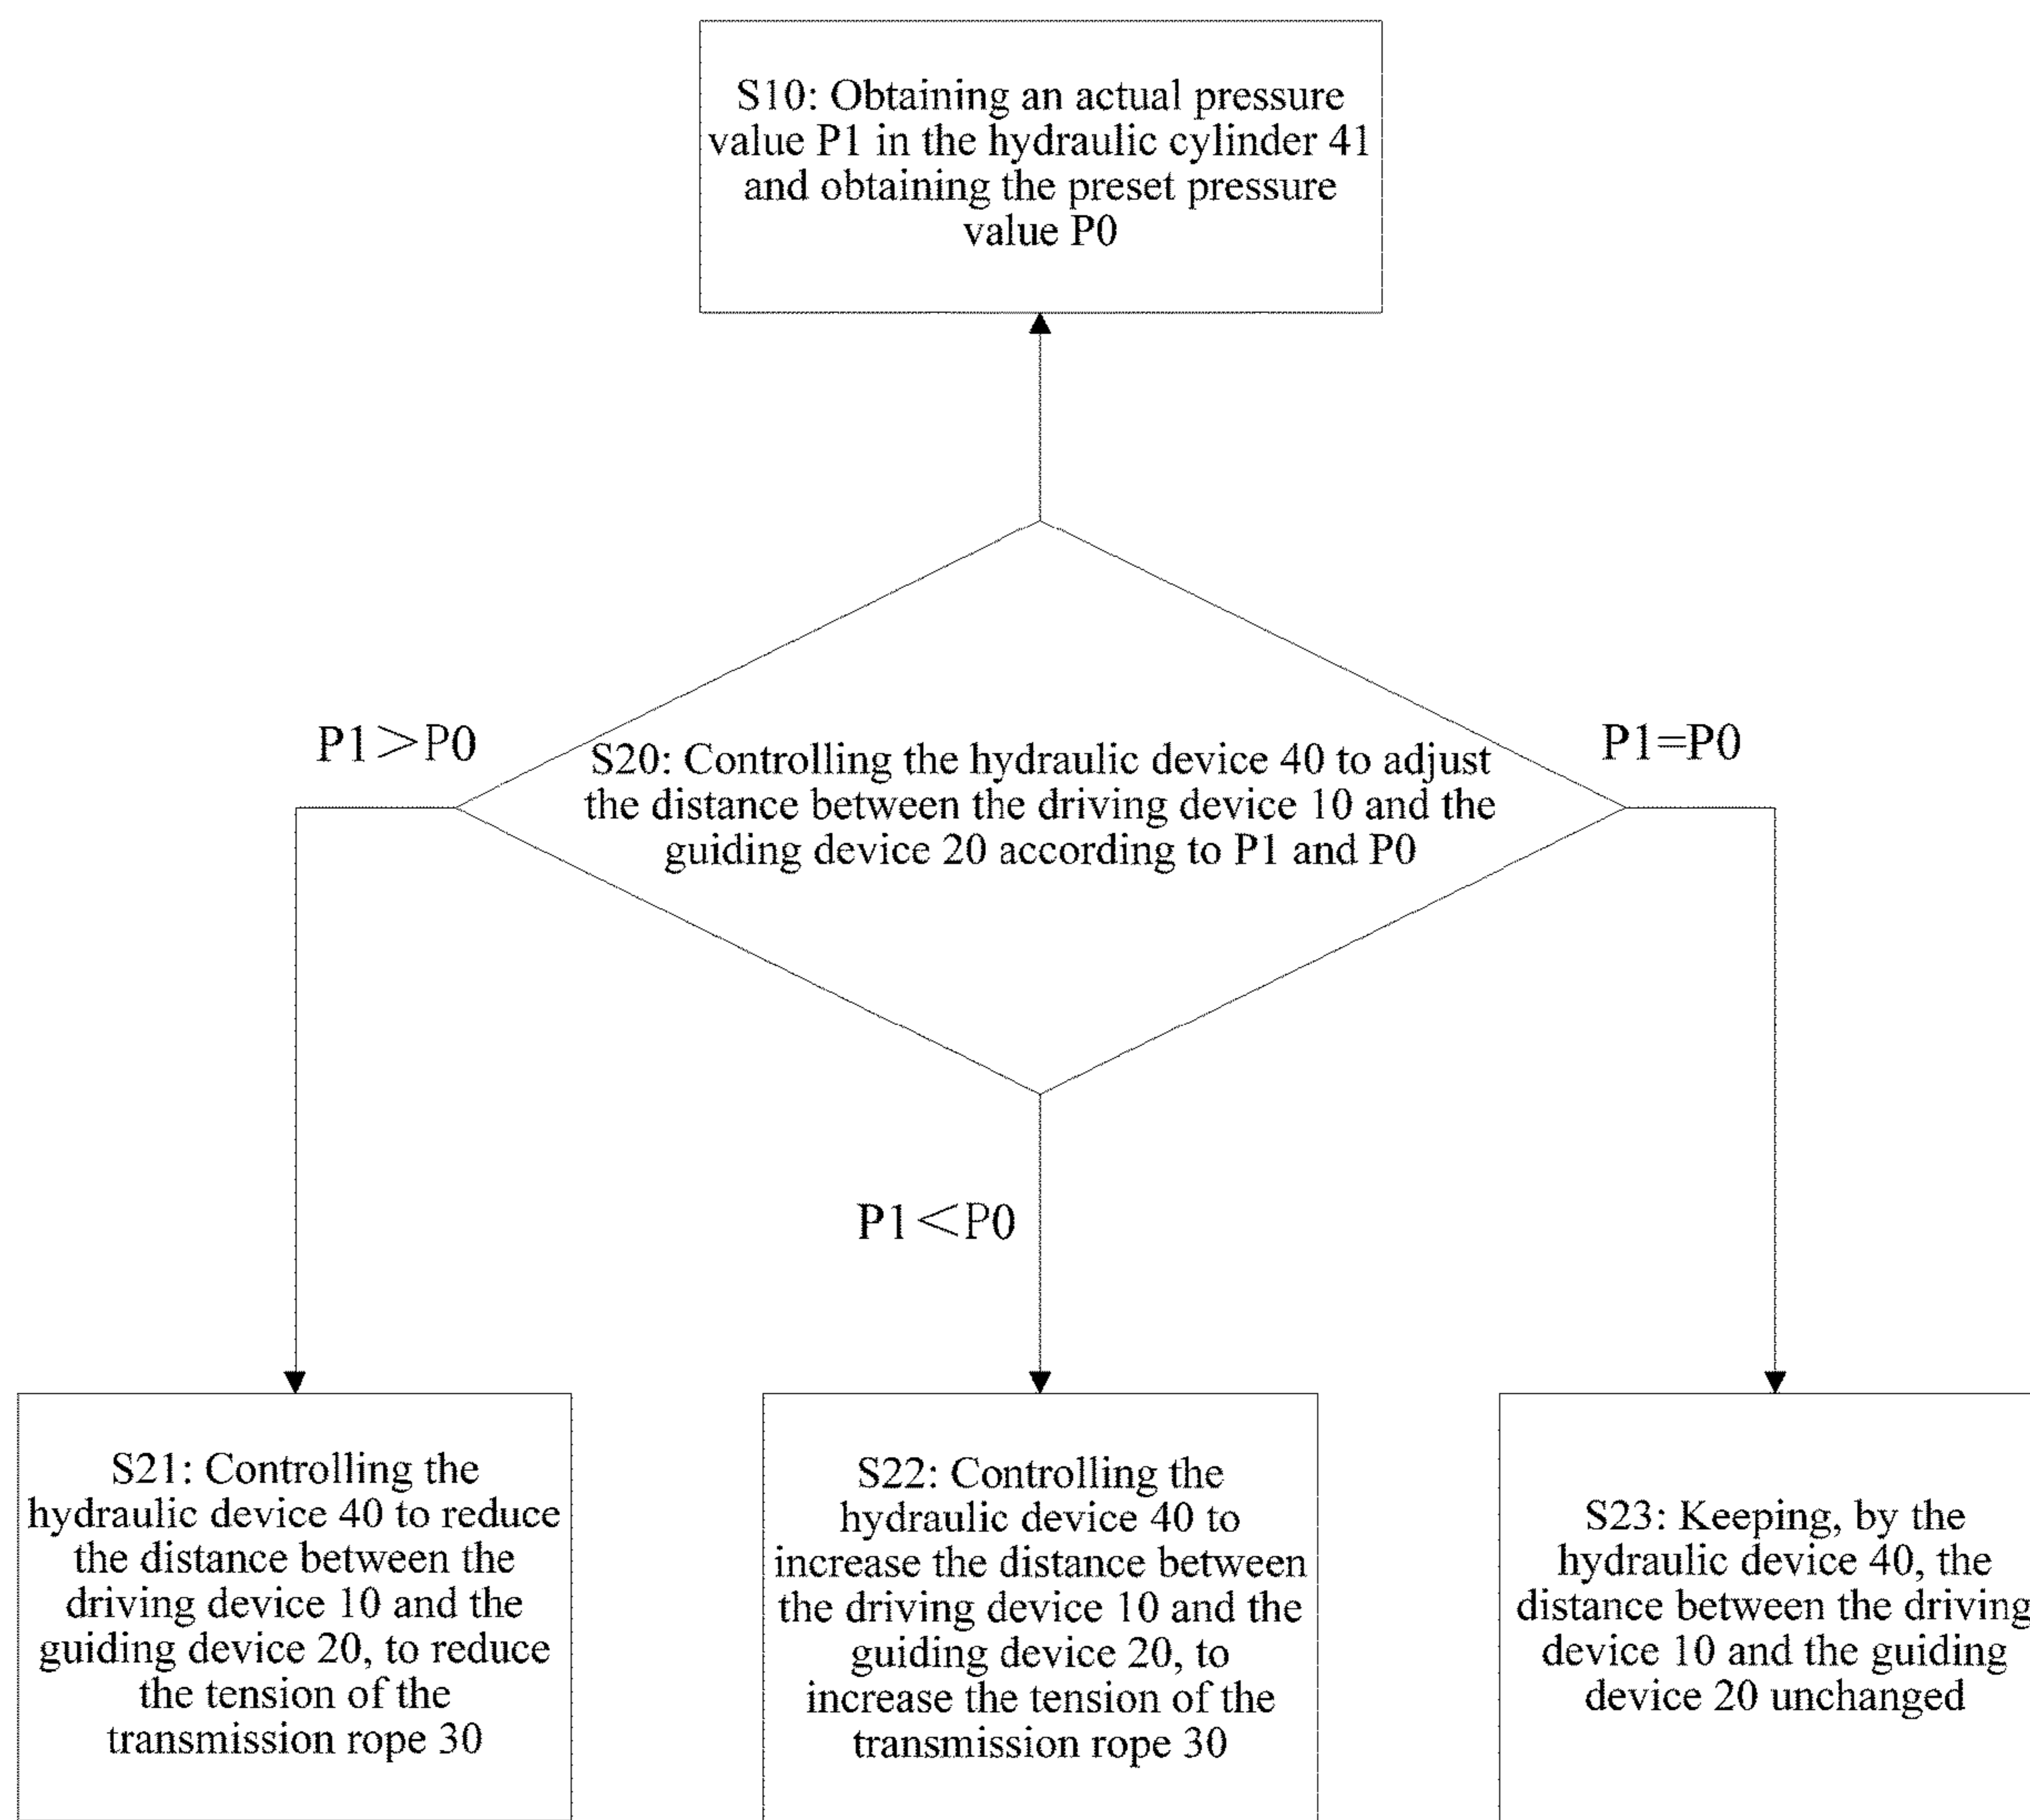 S10: Obtaining an actual pressure
value P1 in the hydraulic cylinder 41
and obtaining the preset pressure
value P0
P1>P0
P1=P0
S20: Controlling the hydraulic device 40 to adjust
the distance between the driving device 10 and the
guiding device 20 according to P1 and P0
P1<P0
S21: Controlling the
hydraulic device 40 to reduce
the distance between the
driving device 10 and the
guiding device 20, to reduce
the tension of the
transmission rope 30
S22: Controlling the
hydraulic device 40 to
increase the distance between
the driving device 10 and the
guiding device 20, to
increase the tension of the
transmission rope 30
S23: Keeping, by the
hydraulic device 40, the
distance between the driving
device 10 and the guiding
device 20 unchanged